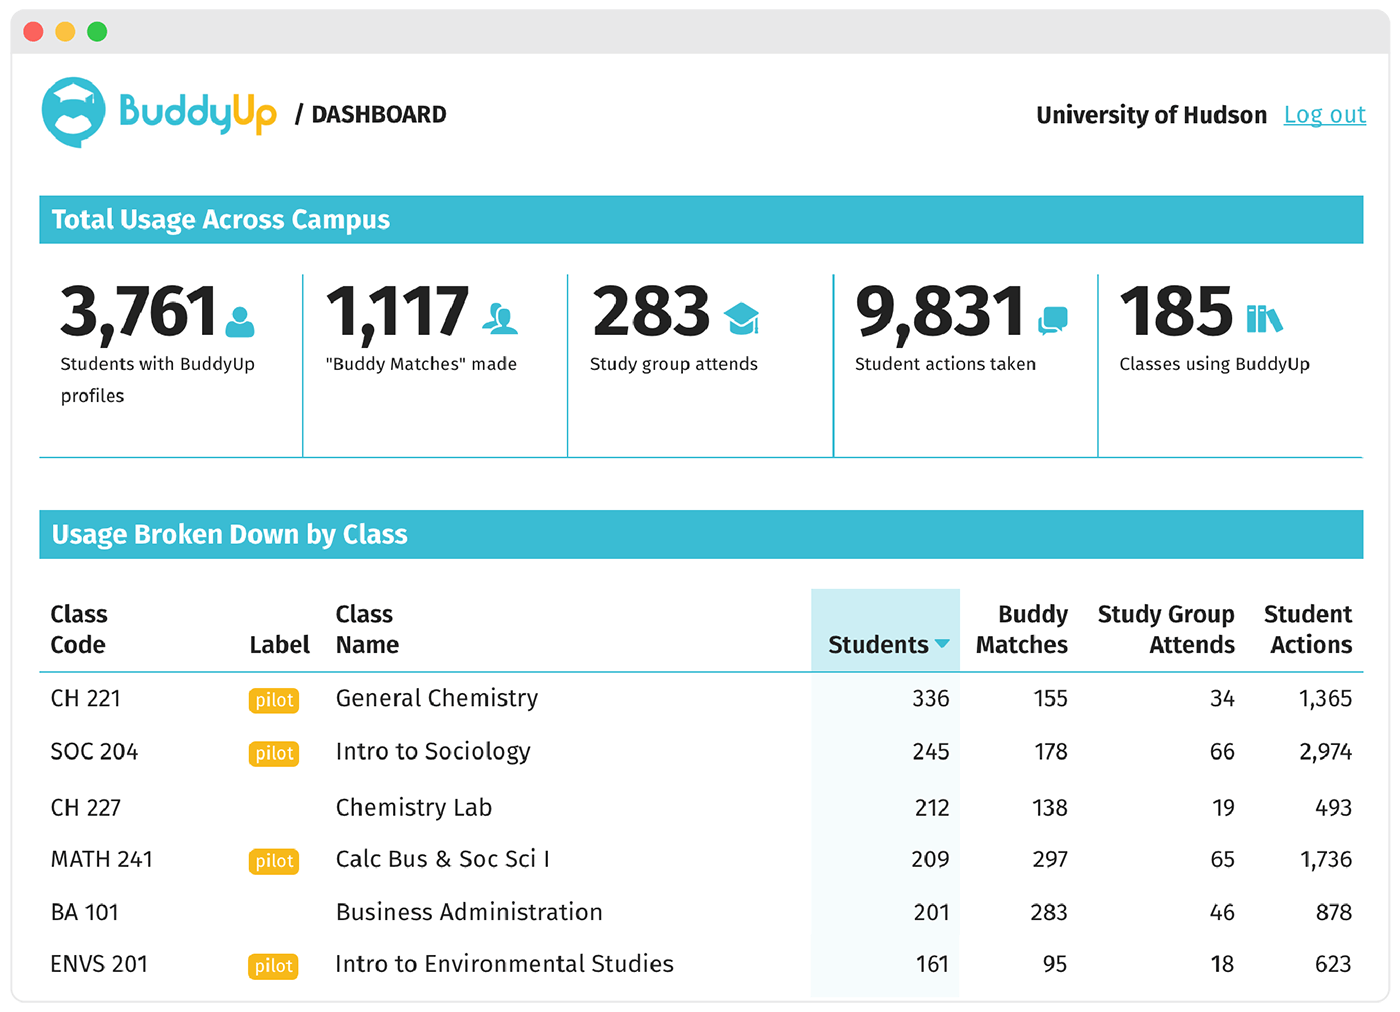 BuddyUp / DASHBOARD
University of Hudson Log out
Total Usage Across Campus
3,761
Students with BuddyUp
profiles
1,117
"Buddy Matches" made
283
Study group attends
9,831
Student actions taken
185
Classes using BuddyUp
Usage Broken Down by Class
Class
Code
Label
Class
Name
Students
Buddy
Matches
Study Group
Attends
Student
Actions
CH 221 pilot General Chemistry 336 155 34 1,365
SOC 204 pilot Intro to Sociology 245 178 66 2,974
CH 227 Chemistry Lab 212 138 19 493
MATH 241 pilot Calc Bus & Soc Sci I 209 297 65 1,736
BA 101 Business Administration 201 283 46 878
ENVS 201 pilot Intro to Environmental Studies 161 95 18 623